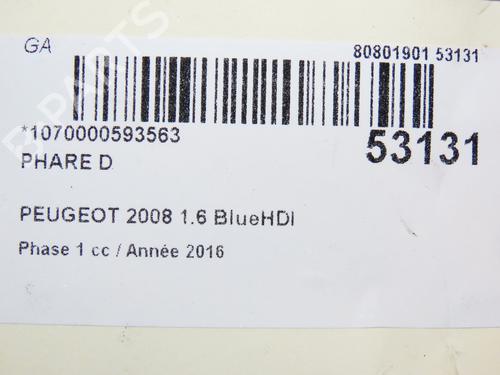 GA
80801901 53131
*1070000593563
53131
PHARE D
PEUGEOT 2008 1.6 BlueHDI
Phase 1 cc / Année 2016